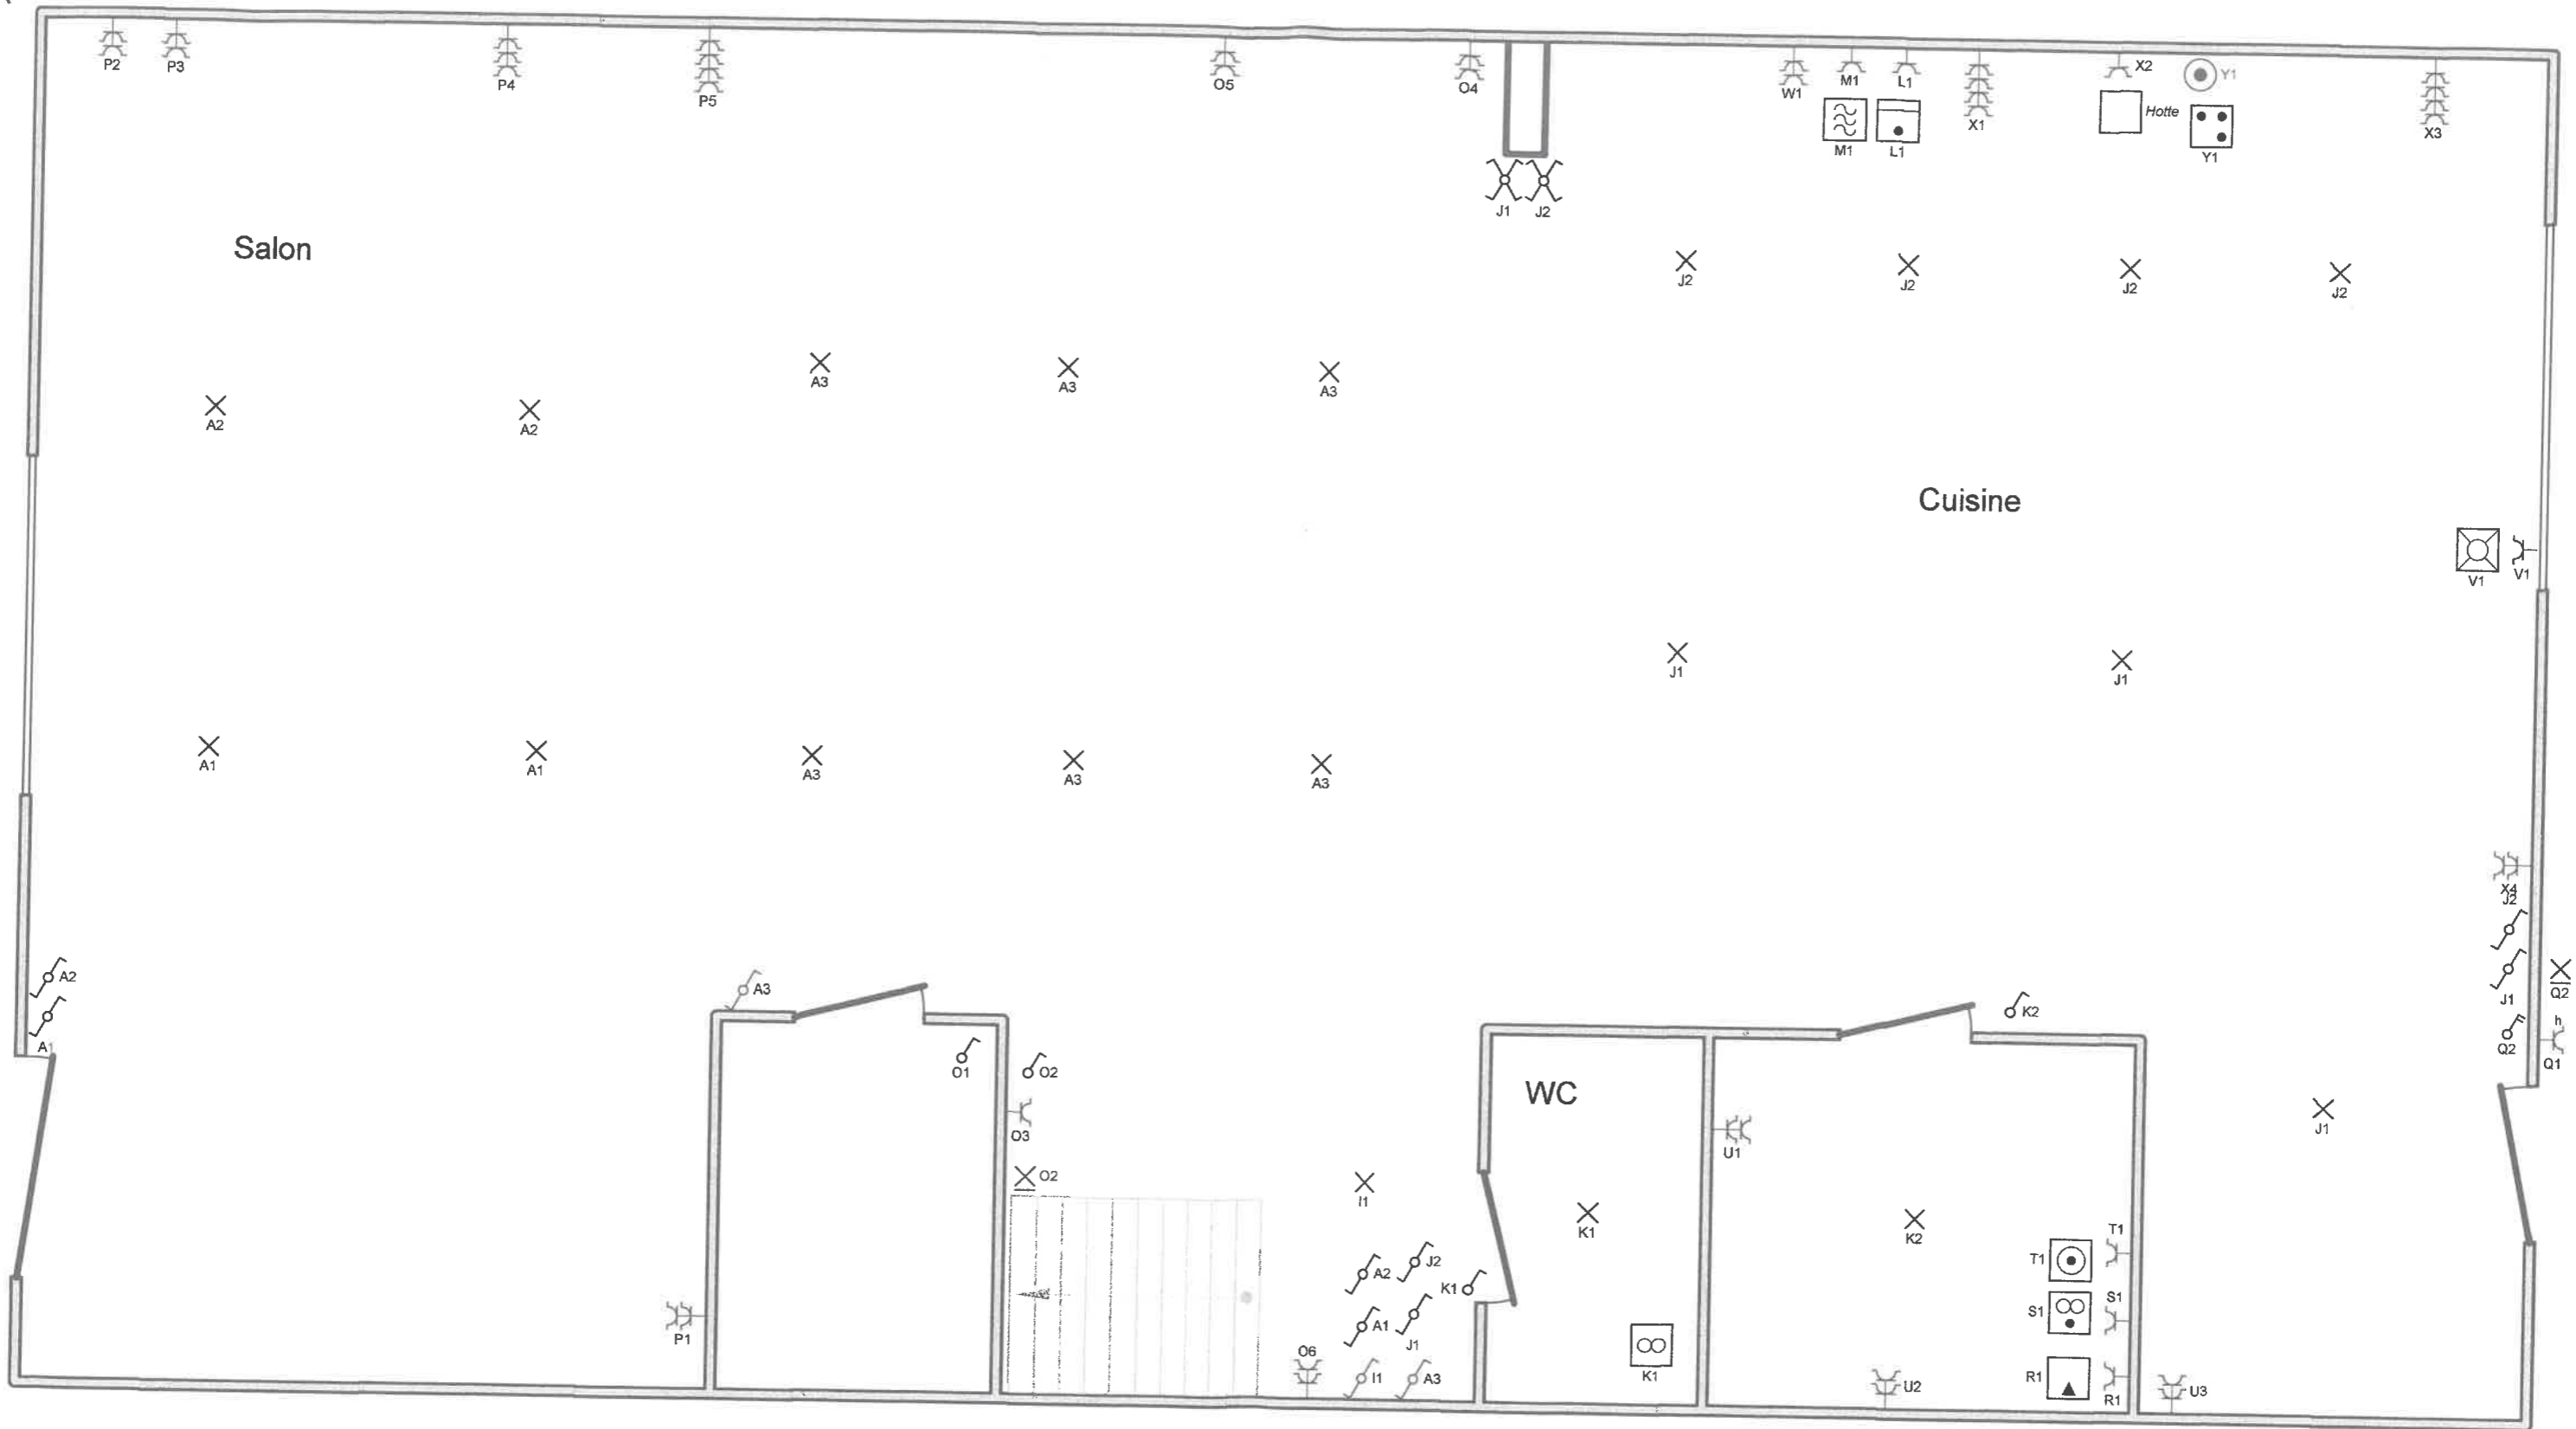 P2
P3
P4
P5
O5
O4
W1
M1
L1
X1
X2
Y1
X3
Hotte
M1
L1
Y1
J1
J2
Salon
J2
J2
J2
J2
A3
A3
A3
A2
A2
Cuisine
V1
V1
J1
J1
A1
A1
A3
A3
A3
X4
J2
A2
A3
J1
Q2
A1
K2
Q2
h
Q1
O1
O2
WC
O3
U1
J1
O2
I1
K1
K2
T1
T1
A2
J2
K1
S1
S1
A1
J1
P1
O6
I1
A3
K1
R1
R1
U2
U3